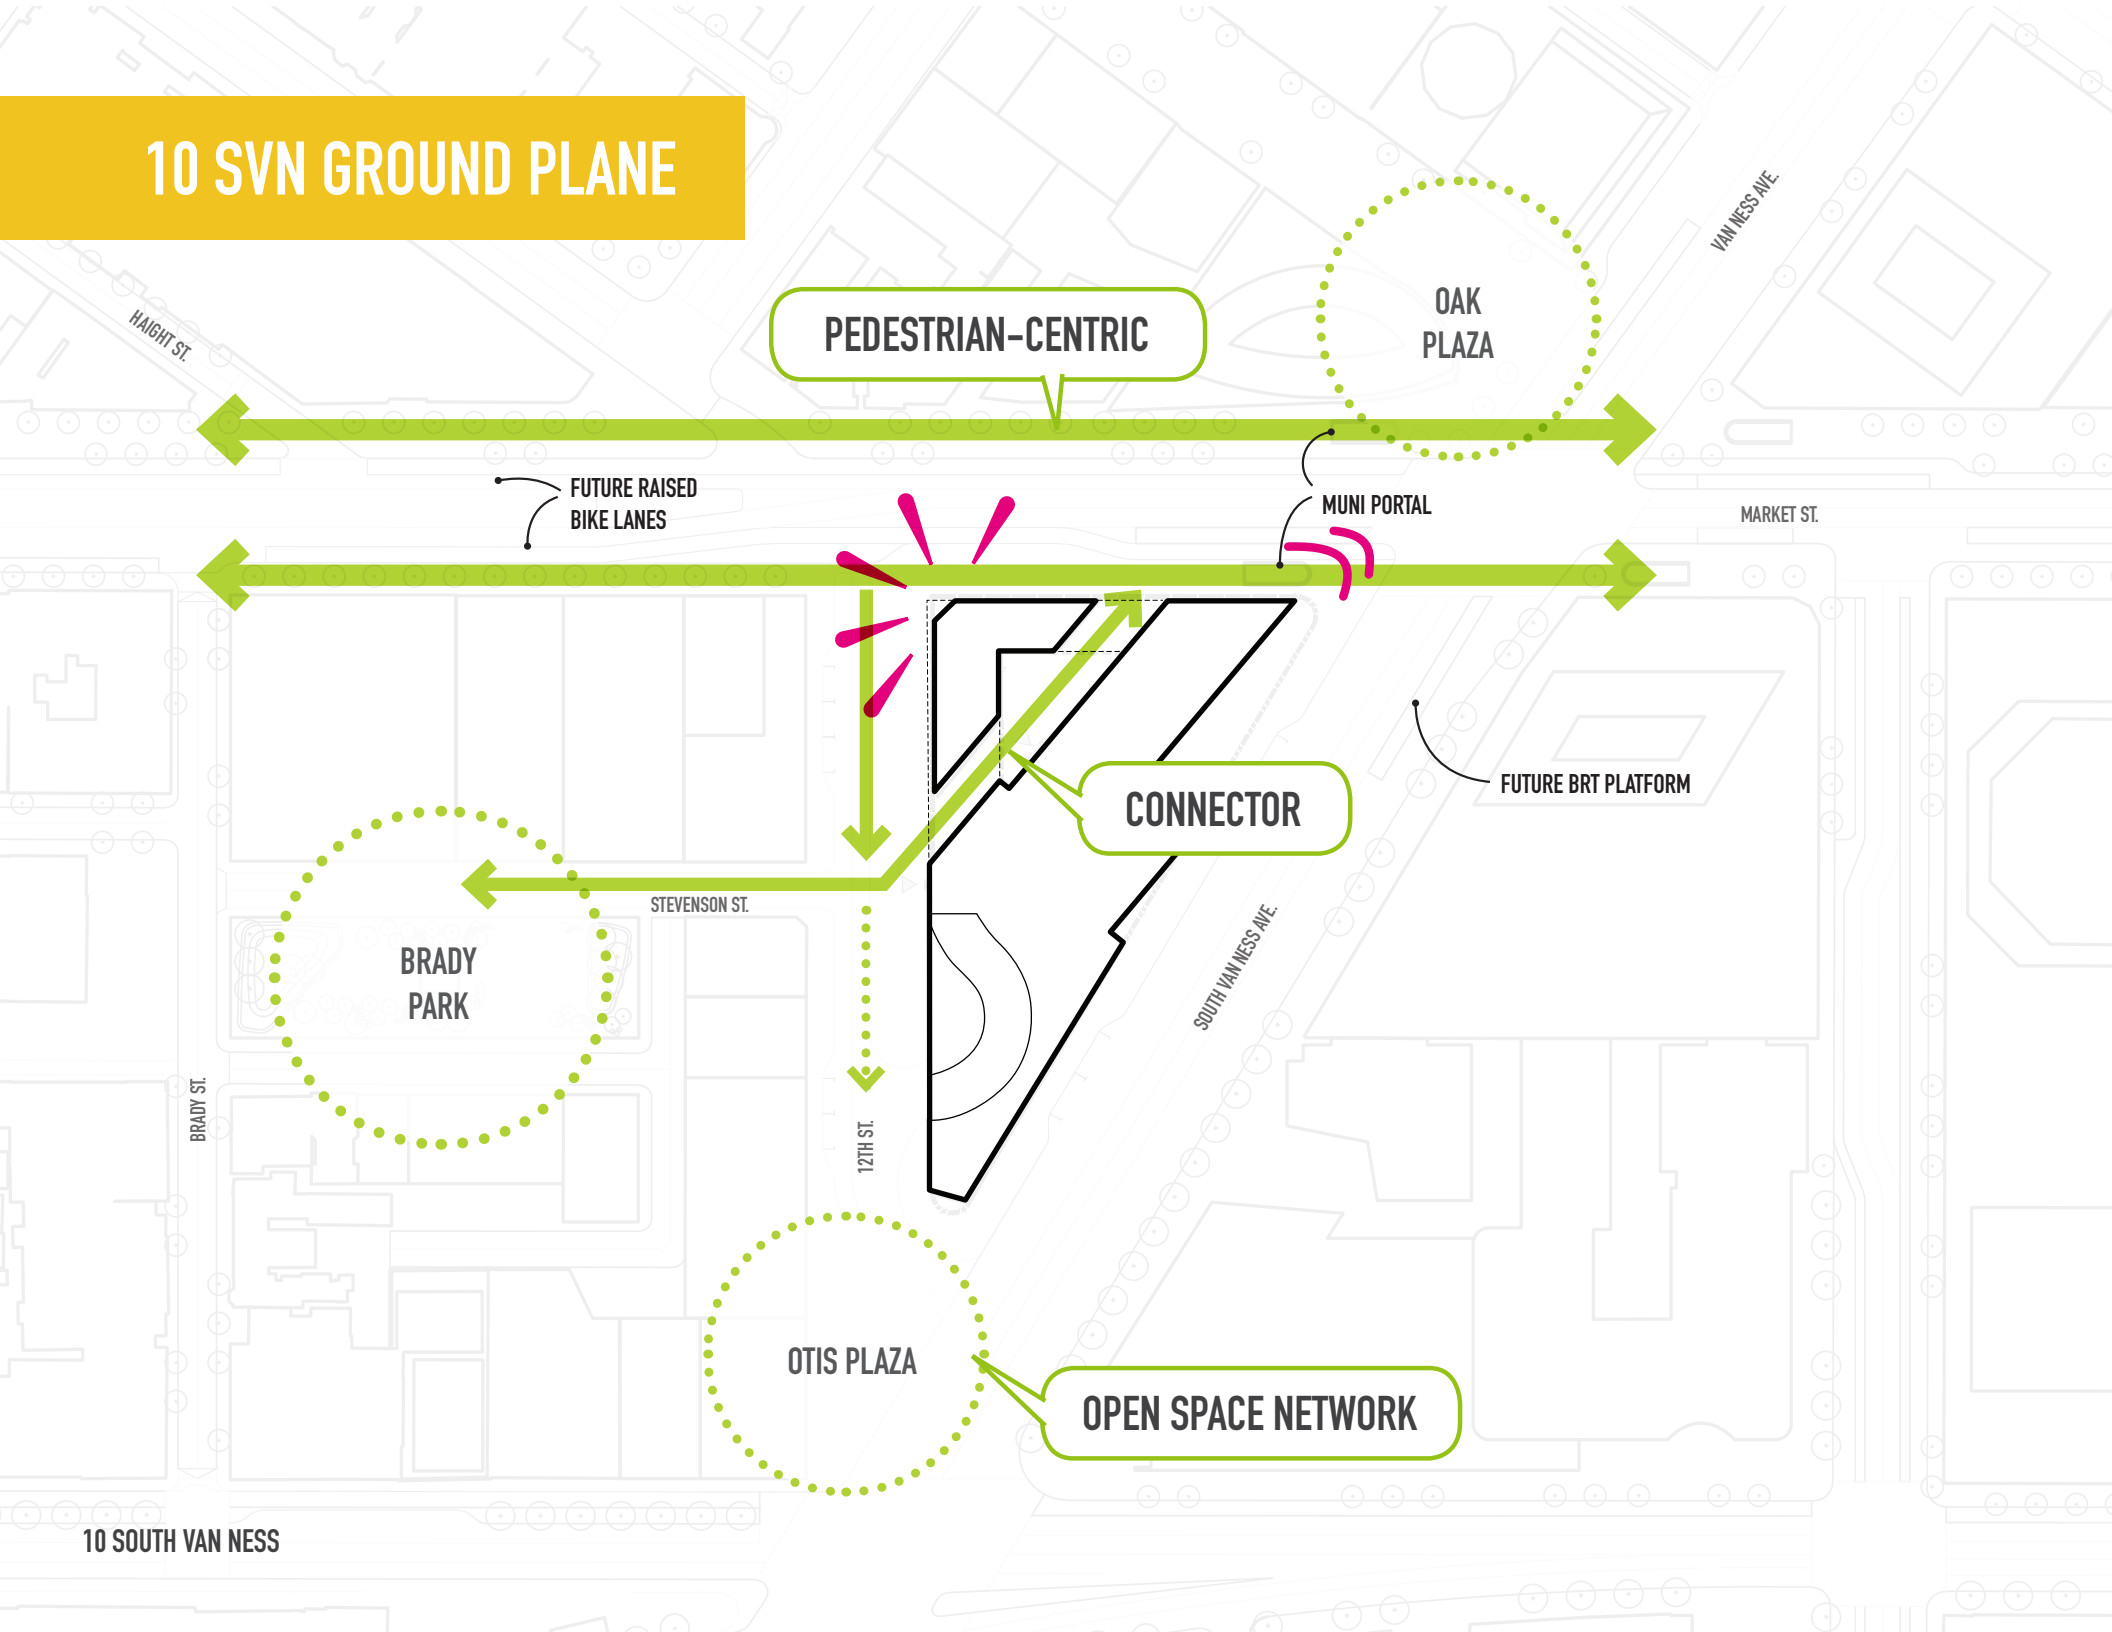 10 SVN GROUND PLANE
VAN NESS AVE.
OAK
PLAZA
HAIGHT ST.
PEDESTRIAN-CENTRIC
FUTURE RAISED
BIKE LANES
MUNI PORTAL
MARKET ST.
FUTURE BRT PLATFORM
CONNECTOR
STEVENSON ST.
BRADY
PARK
SOUTH VAN NESS AVE.
BRADY ST.
12TH ST.
OTIS PLAZA
OPEN SPACE NETWORK
10 SOUTH VAN NESS